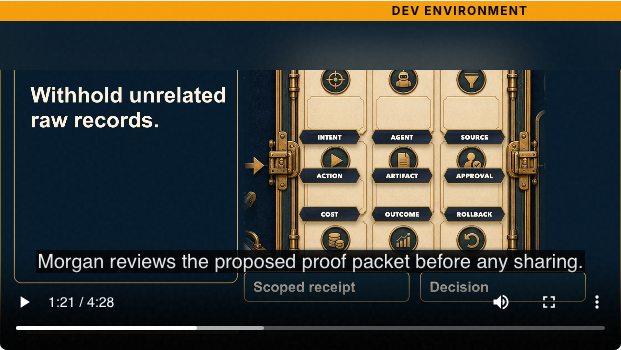 DEV ENVIRONMENT
Withhold unrelated
raw records.
INTENT
AGENT
SOURCE
ACTION
ARTIFACT
APPROVAL
COST
OUTCOME
ROLLBACK
Morgan reviews the proposed proof packet before any sharing.
Scoped receipt
Decision
1:21 / 4:28